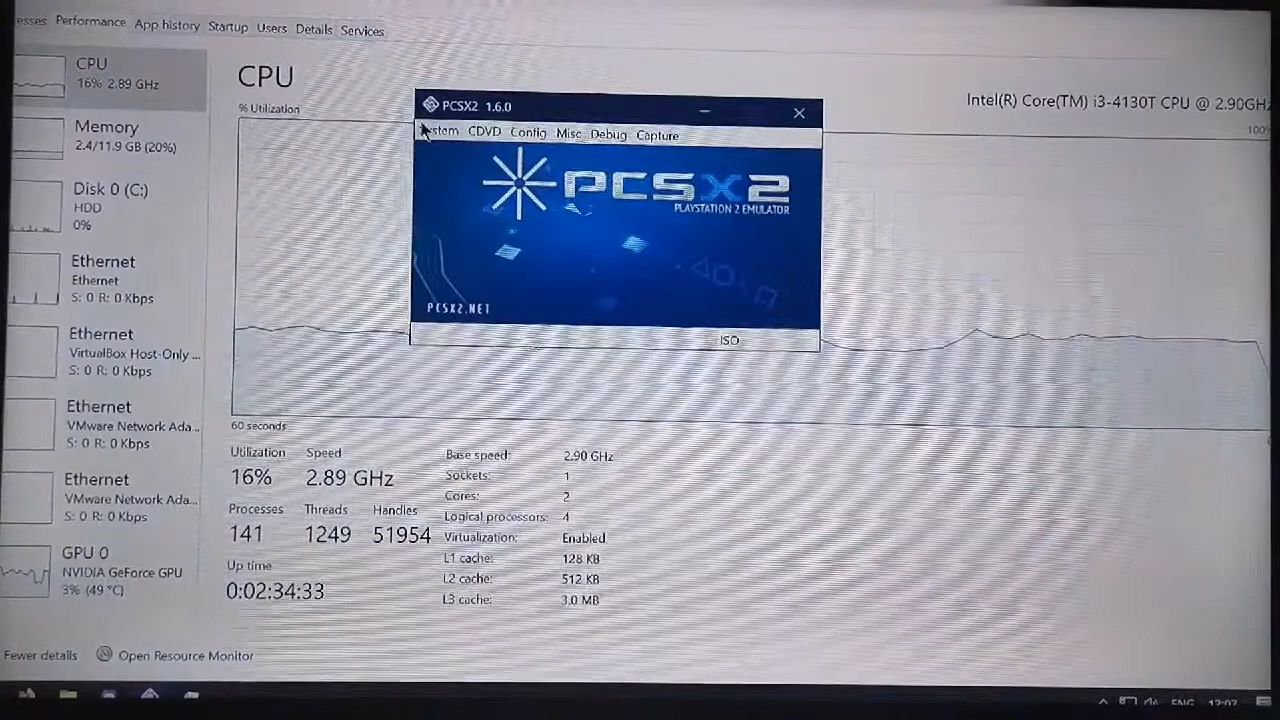 esses Performance App history Startup Users Details Services
CPU
16% 2.89 GHz
Memory
2.4/11.9 GB (20%)
Disk 0 (C:)
HDD
0%
Ethernet
Ethernet
S: 0 R: 0 Kbps
Ethernet
VirtualBox Host-Only ...
S: 0 R: 0 Kbps
Ethernet
VMware Network Ada...
S: 0 R: 0 Kbps
Ethernet
VMware Network Ada...
S: 0 R: 0 Kbps
GPU 0
NVIDIA GeForce GPU
3% (49 °C)
CPU
Intel(R) Core(TM) i3-4130T CPU @ 2.90GHz
% Utilization
100%
PCSX2 1.6.0
System CDVD Config Misc Debug Capture
PCSX2
PLAYSTATION 2 EMULATOR
PCSX2.NET
ISO
60 seconds
Utilization Speed
16% 2.89 GHz
Processes Threads Handles
141 1249 51954
Up time
0:02:34:33
Base speed: 2.90 GHz
Sockets: 1
Cores: 2
Logical processors: 4
Virtualization: Enabled
L1 cache: 128 KB
L2 cache: 512 KB
L3 cache: 3.0 MB
Fewer details Open Resource Monitor
ENG 12:07